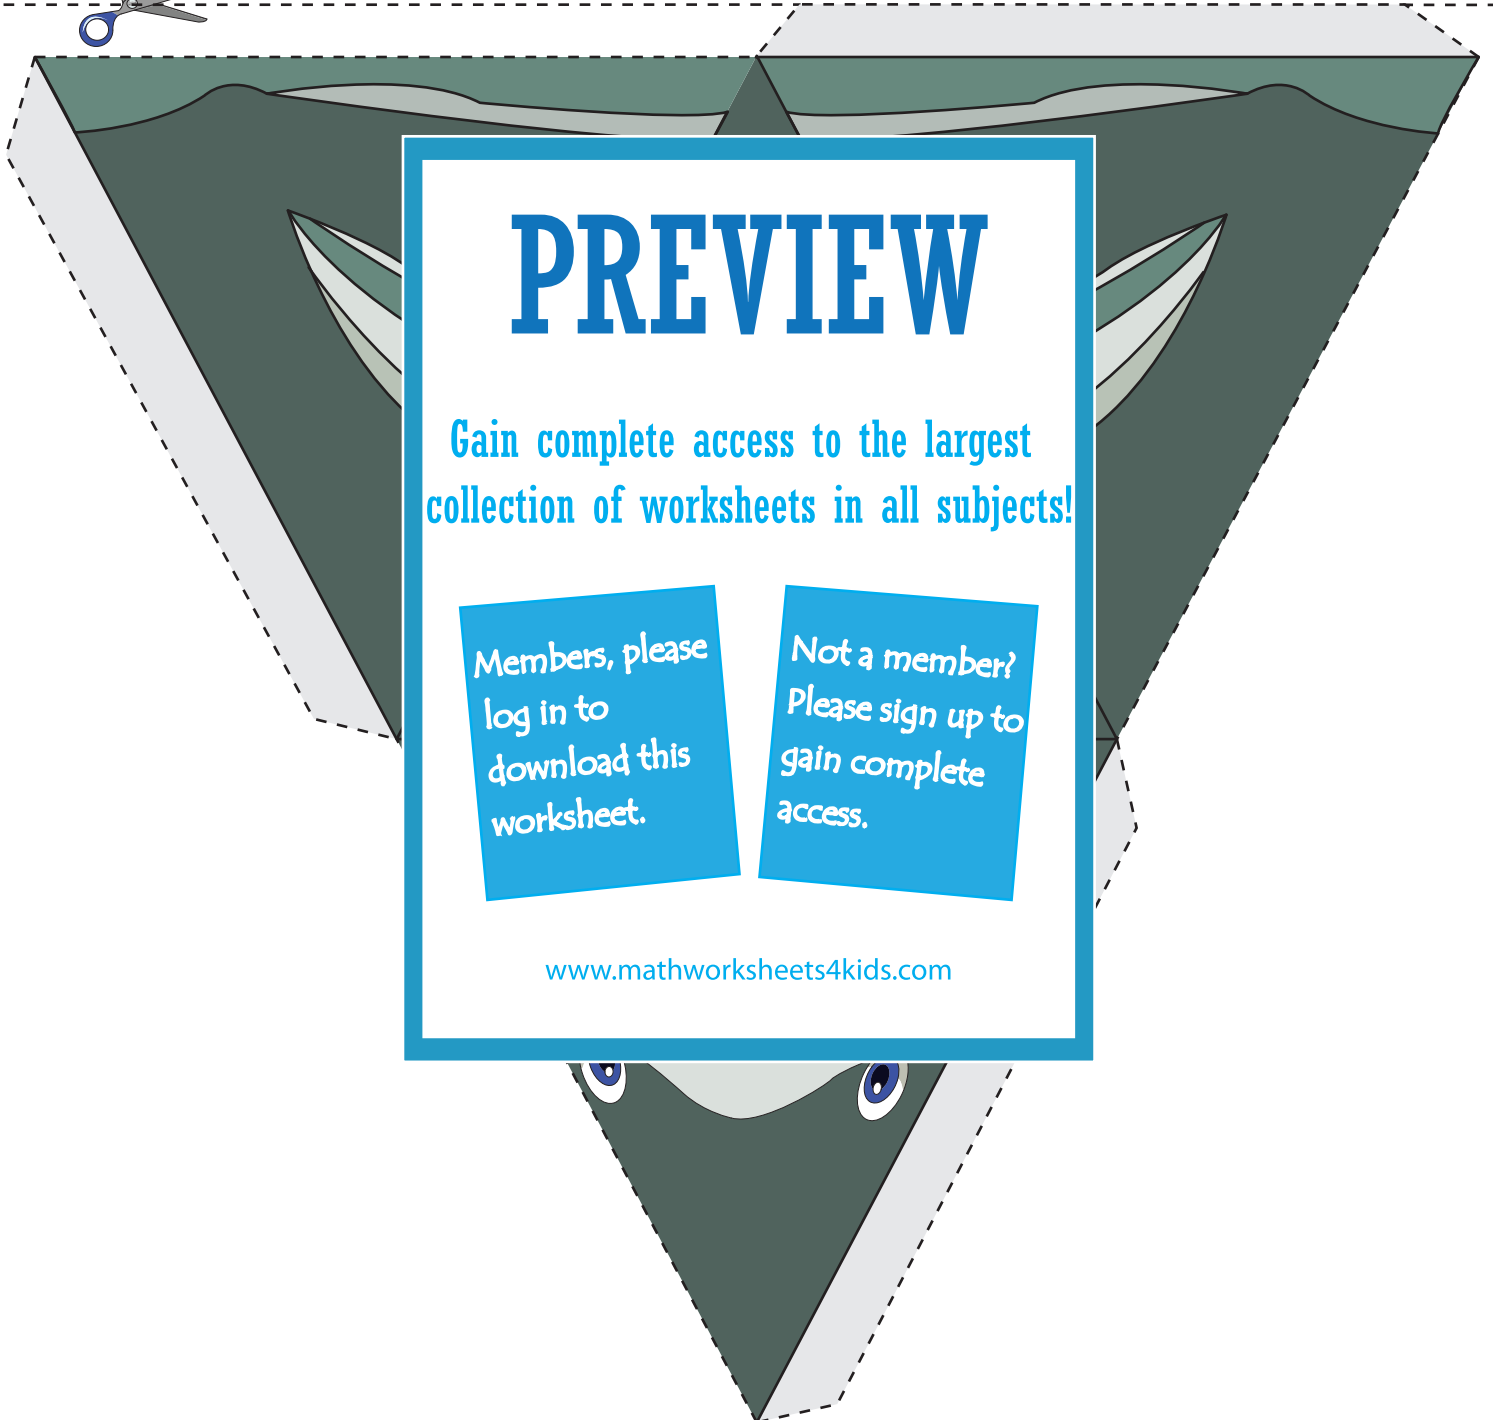 PREVIEW
Gain complete access to the largest
collection of worksheets in all subjects!
Members, please
log in to
download this
worksheet.
Not a member?
Please sign up to
gain complete
access.
www.mathworksheets4kids.com